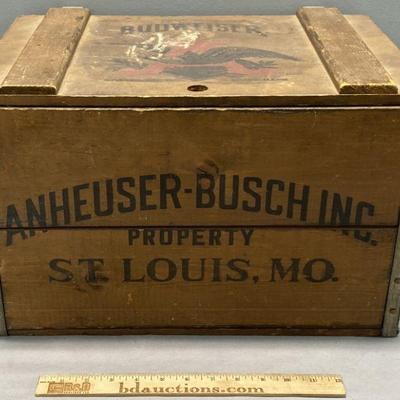 BUDWEISER
ANHEUSER-BUSCH INC.
PROPERTY
ST. LOUIS, MO.
bdauctions.com